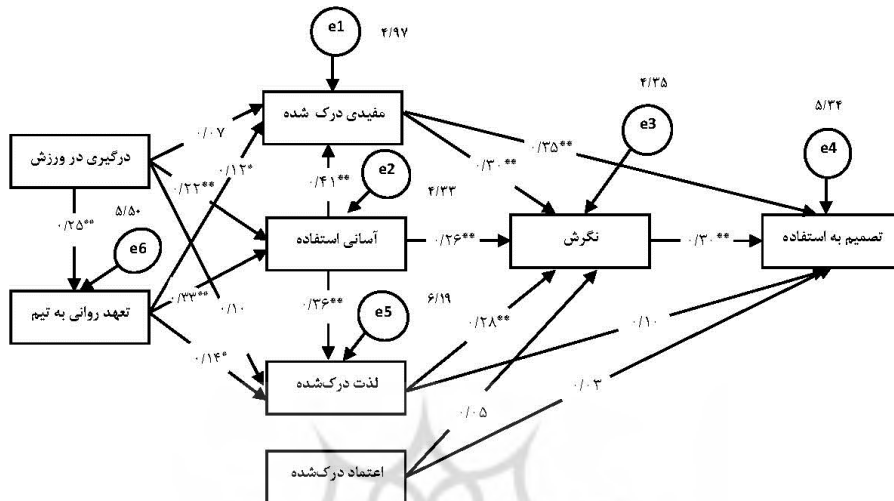 e1
۴/۹۷
مفیدی درک شده
۴/۳۵
e3
۵/۳۴
e4
درگیری در ورزش
۰/۰۷
۰/۱۲*
۰/۲۲**
۰/۴۱**
e2
۴/۳۳
۰/۳۰**
۰/۳۵**
۰/۲۵**
۵/۵۰
e6
آسانی استفاده
۰/۲۶**
نگرش
۰/۳۰**
تصمیم به استفاده
تعهد روانی به تیم
۰/۳۳**
۰/۱۰
۰/۳۶**
e5
۶/۱۹
۰/۲۸**
۰/۱۰
۰/۱۴*
لذت درک‌شده
۰/۰۳
۰/۰۵
اعتماد درک‌شده